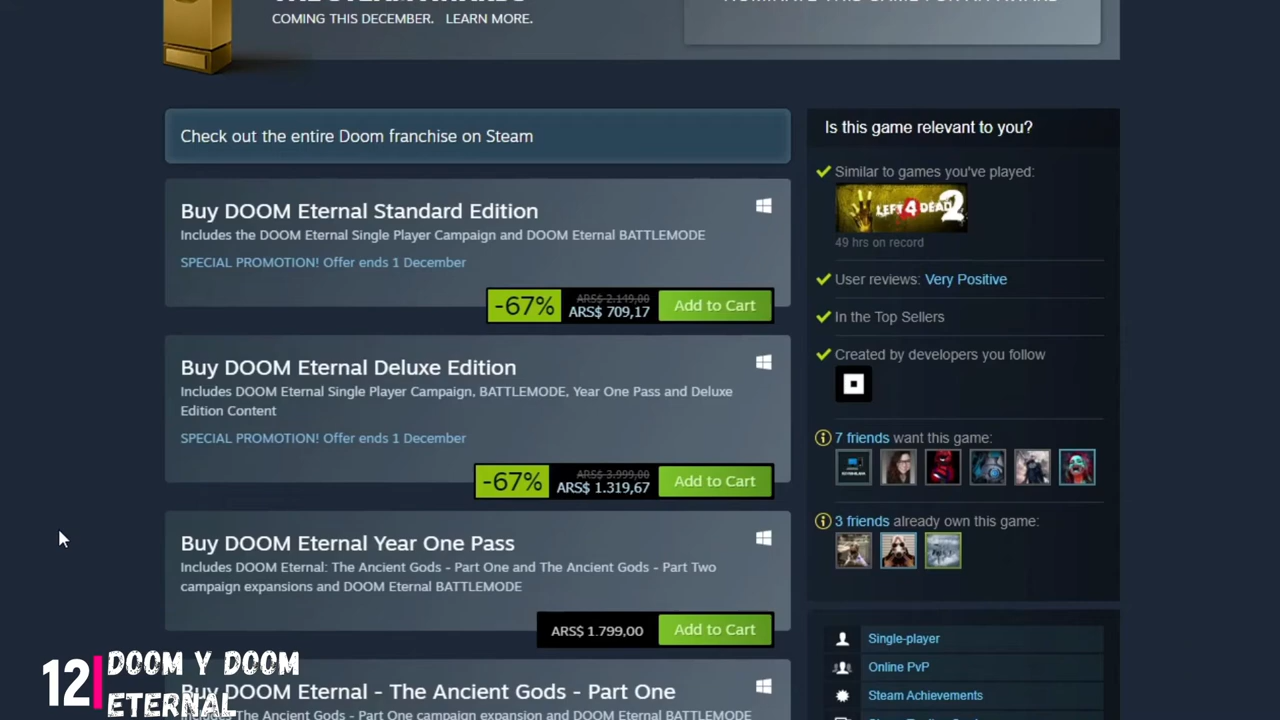 COMING THIS DECEMBER. LEARN MORE.
Check out the entire Doom franchise on Steam
Buy DOOM Eternal Standard Edition
Includes the DOOM Eternal Single Player Campaign and DOOM Eternal BATTLEMODE
SPECIAL PROMOTION! Offer ends 1 December
-67%
ARS$ 2.149,00
ARS$ 709,17
Add to Cart
Buy DOOM Eternal Deluxe Edition
Includes DOOM Eternal Single Player Campaign, BATTLEMODE, Year One Pass and Deluxe
Edition Content
SPECIAL PROMOTION! Offer ends 1 December
-67%
ARS$ 3.999,00
ARS$ 1.319,67
Add to Cart
Buy DOOM Eternal Year One Pass
Includes DOOM Eternal: The Ancient Gods - Part One and The Ancient Gods - Part Two
campaign expansions and DOOM Eternal BATTLEMODE
ARS$ 1.799,00
Add to Cart
Buy DOOM Eternal - The Ancient Gods - Part One
The Ancient Gods - Part One campaign expansion and DOOM Eternal BATTLEMODE
12
DOOM Y DOOM
ETERNAL
Is this game relevant to you?
Similar to games you've played:
LEFT 4 DEAD 2
49 hrs on record
User reviews: Very Positive
In the Top Sellers
Created by developers you follow
7 friends want this game:
3 friends already own this game:
Single-player
Online PvP
Steam Achievements